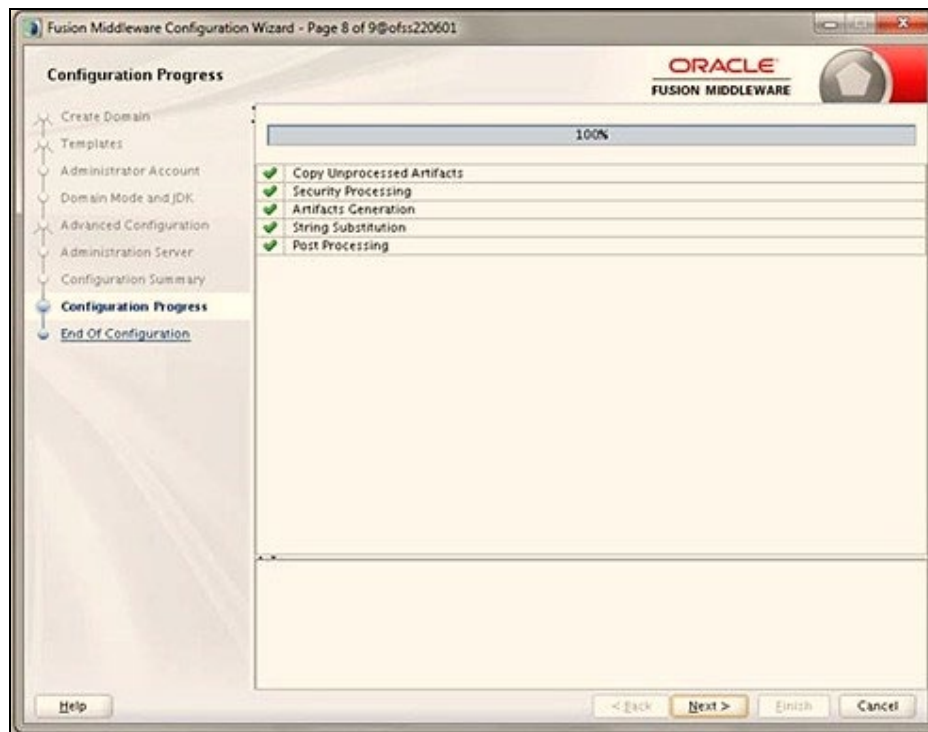 Fusion Middleware Configuration Wizard - Page 8 of 9@ofss220601
Configuration Progress
ORACLE
FUSION MIDDLEWARE
Create Domain
Templates
Administrator Account
Domain Mode and JDK
Advanced Configuration
Administration Server
Configuration Summary
Configuration Progress
End Of Configuration
100%
Copy Unprocessed Artifacts
Security Processing
Artifacts Generation
String Substitution
Post Processing
Help
< Back
Next >
Finish
Cancel